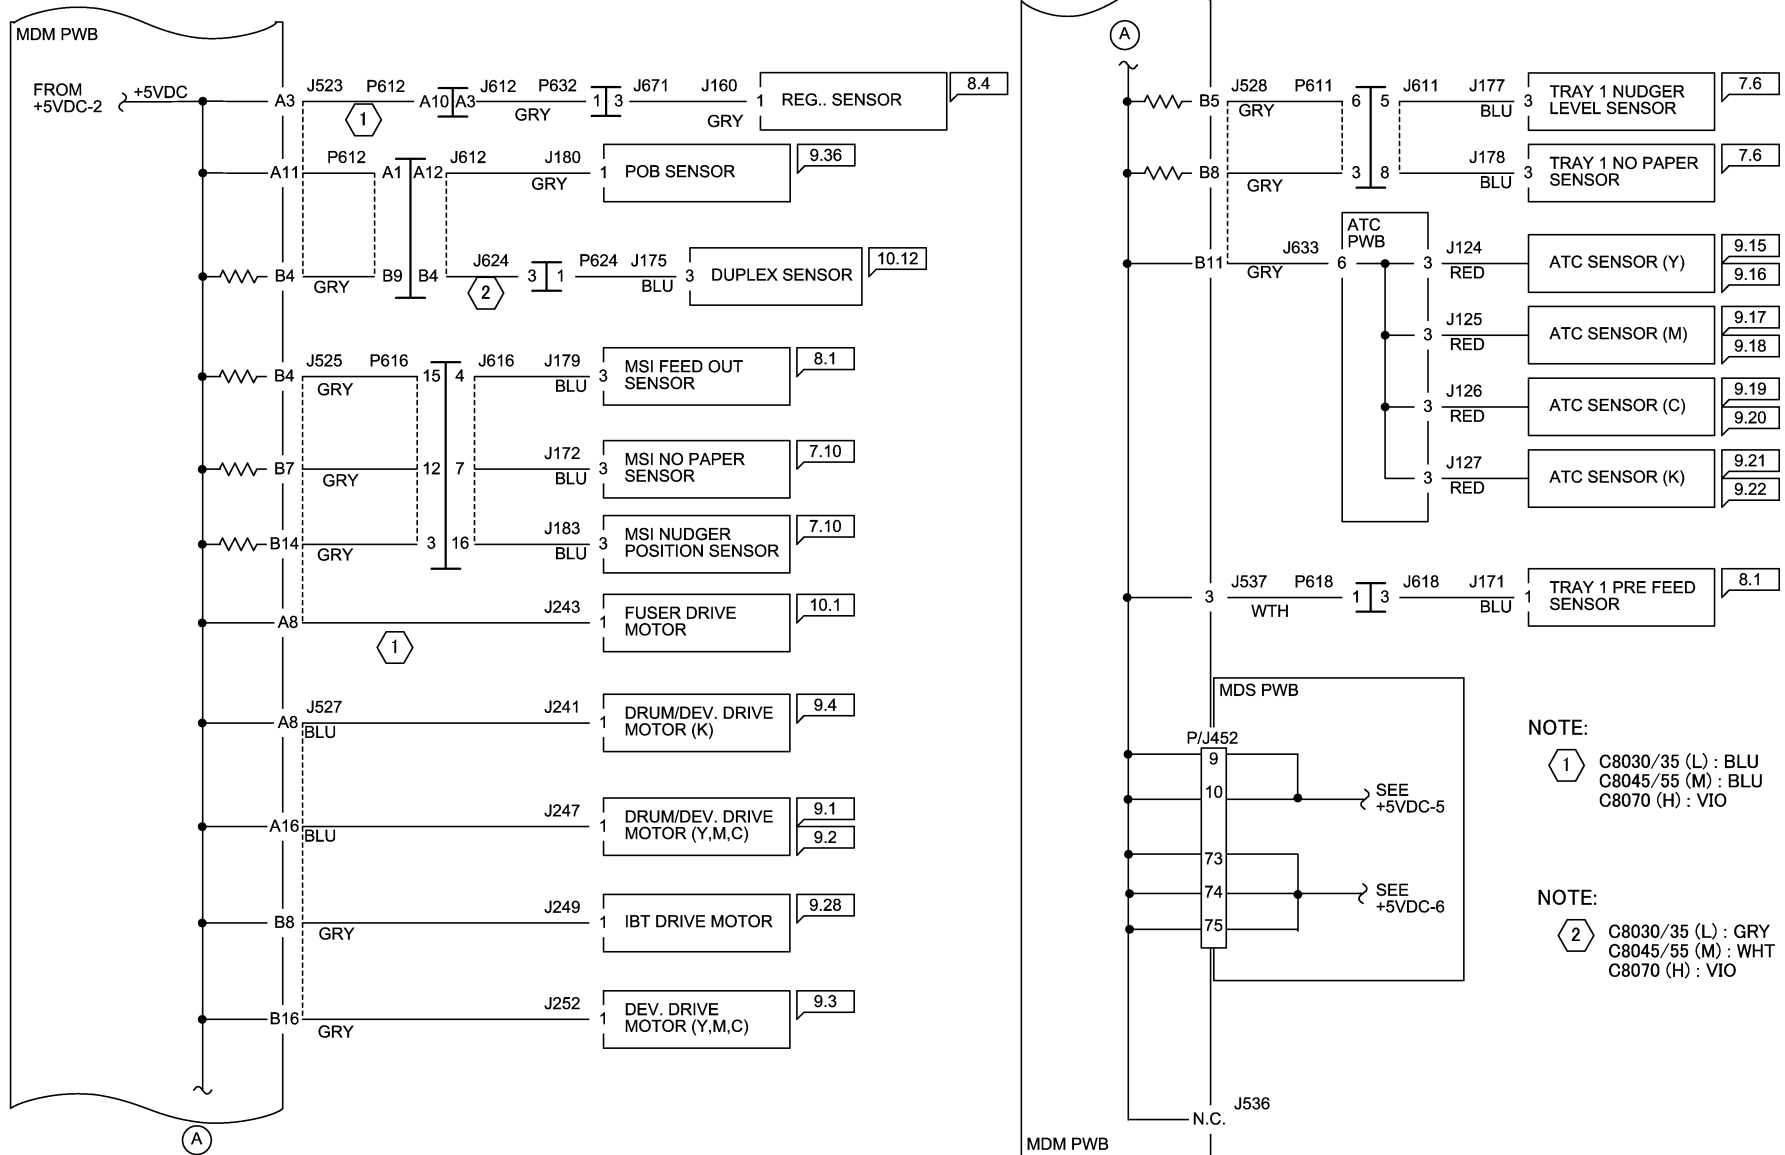 MDM PWB
FROM
+5VDC-2
+5VDC
A3
J523
P612
A10
A3
J612
P632
1
3
J671
J160
1
REG.. SENSOR
8.4
1
GRY
GRY
A11
P612
A1
A12
J612
J180
1
POB SENSOR
9.36
GRY
B4
GRY
B9
B4
J624
2
3
1
P624
J175
BLU
3
DUPLEX SENSOR
10.12
B4
J525
GRY
P616
15
4
J616
J179
BLU
3
MSI FEED OUT
SENSOR
8.1
B7
GRY
12
7
J172
BLU
3
MSI NO PAPER
SENSOR
7.10
B14
GRY
3
16
J183
BLU
3
MSI NUDGER
POSITION SENSOR
7.10
A8
1
J243
1
FUSER DRIVE
MOTOR
10.1
A8
J527
BLU
J241
1
DRUM/DEV. DRIVE
MOTOR (K)
9.4
A16
BLU
J247
1
DRUM/DEV. DRIVE
MOTOR (Y,M,C)
9.1
9.2
B8
GRY
J249
1
IBT DRIVE MOTOR
9.28
B16
GRY
J252
1
DEV. DRIVE
MOTOR (Y,M,C)
9.3
A
A
B5
J528
GRY
P611
6
5
J611
J177
BLU
3
TRAY 1 NUDGER
LEVEL SENSOR
7.6
B8
GRY
3
8
J178
BLU
3
TRAY 1 NO PAPER
SENSOR
7.6
ATC
PWB
B11
GRY
J633
6
3
J124
RED
ATC SENSOR (Y)
9.15
9.16
3
J125
RED
ATC SENSOR (M)
9.17
9.18
3
J126
RED
ATC SENSOR (C)
9.19
9.20
3
J127
RED
ATC SENSOR (K)
9.21
9.22
3
J537
WTH
P618
1
3
J618
J171
BLU
1
TRAY 1 PRE FEED
SENSOR
8.1
MDS PWB
P/J452
9
10
SEE
+5VDC-5
73
74
75
SEE
+5VDC-6
N.C.
J536
MDM PWB
NOTE:
1
C8030/35 (L) : BLU
C8045/55 (M) : BLU
C8070 (H) : VIO
NOTE:
2
C8030/35 (L) : GRY
C8045/55 (M) : WHT
C8070 (H) : VIO